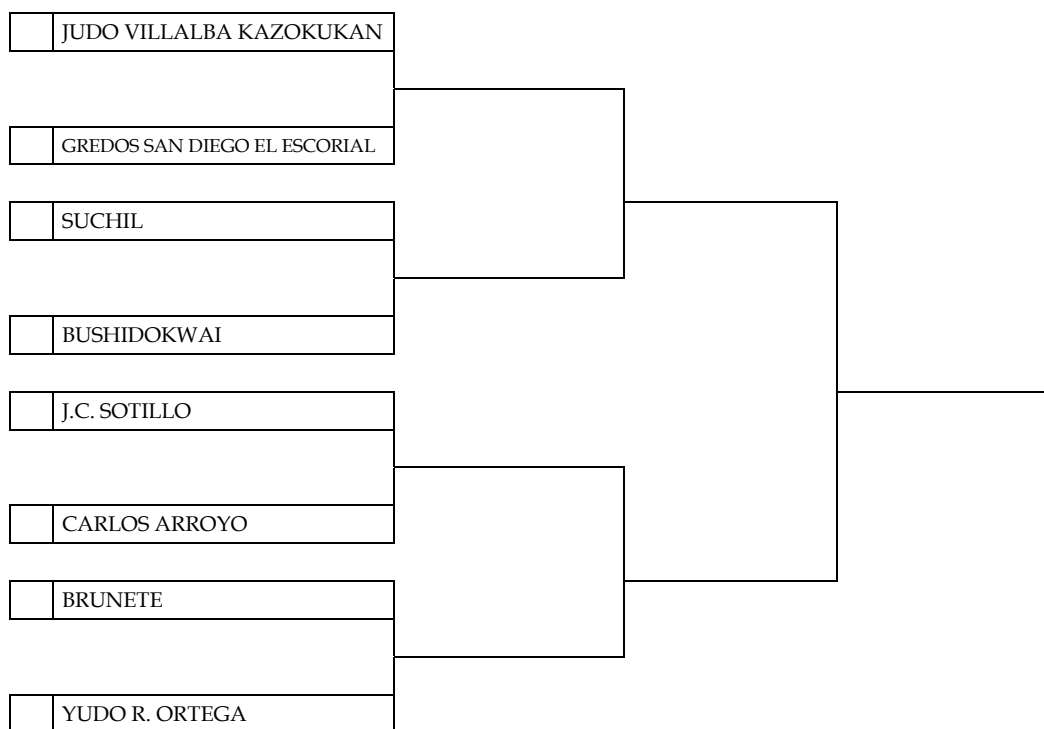 JUDO VILLALBA KAZOKUKAN
GREDOS SAN DIEGO EL ESCORIAL
SUCHIL
BUSHIDOKWAI
J.C. SOTILLO
CARLOS ARROYO
BRUNETE
YUDO R. ORTEGA